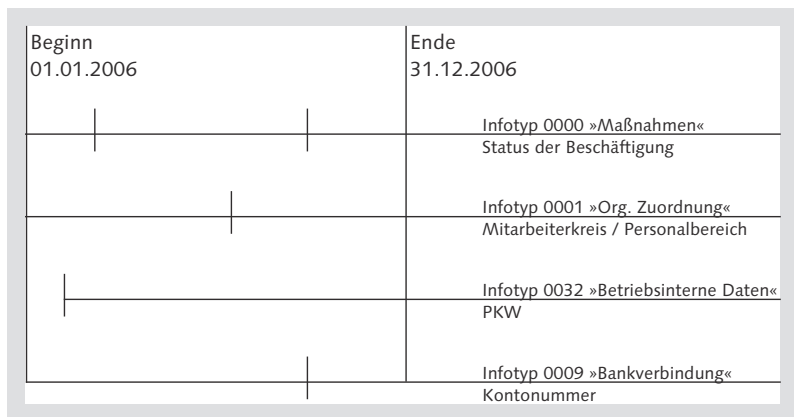 Beginn
01.01.2006
Ende
31.12.2006
Infotyp 0000 »Maßnahmen«
Status der Beschäftigung
Infotyp 0001 »Org. Zuordnung«
Mitarbeiterkreis / Personalbereich
Infotyp 0032 »Betriebsinterne Daten«
PKW
Infotyp 0009 »Bankverbindung«
Kontonummer